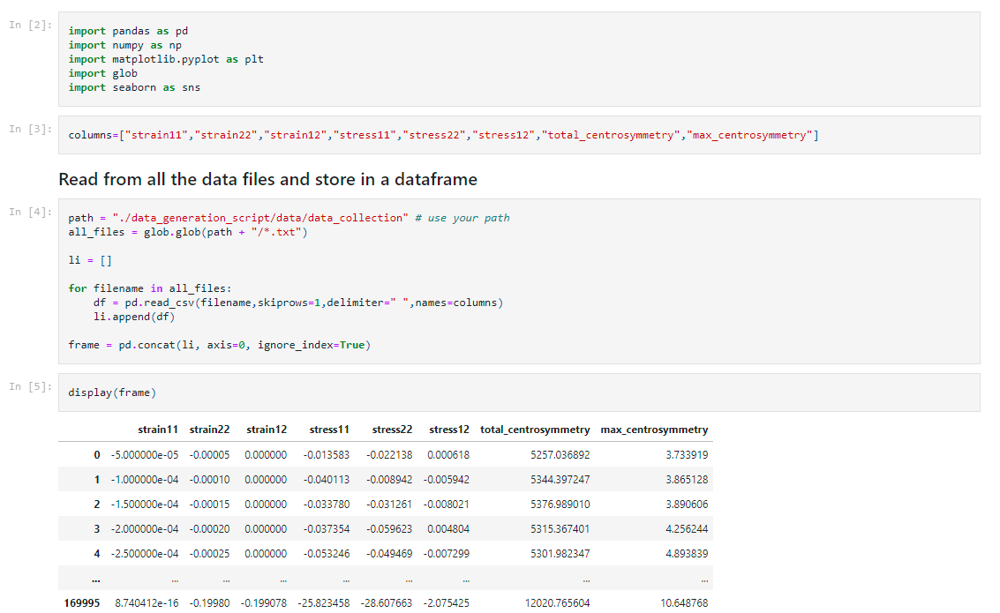 In [2]:
import pandas as pd
import numpy as np
import matplotlib.pyplot as plt
import glob
import seaborn as sns
In [3]:
columns=["strain11","strain22","strain12","stress11","stress22","stress12","total_centrosymmetry","max_centrosymmetry"]
Read from all the data files and store in a dataframe
In [4]:
path = "./data_generation_script/data/data_collection" # use your path
all_files = glob.glob(path + "/*.txt")
li = []
for filename in all_files:
    df = pd.read_csv(filename,skiprows=1,delimiter=" ",names=columns)
    li.append(df)
frame = pd.concat(li, axis=0, ignore_index=True)
In [5]:
display(frame)
strain11 strain22 strain12 stress11 stress22 stress12 total_centrosymmetry max_centrosymmetry
0 -5.000000e-05 -0.00005 0.000000 -0.013583 -0.022138 0.000618 5257.036892 3.733919
1 -1.000000e-04 -0.00010 0.000000 -0.040113 -0.008942 -0.005942 5344.397247 3.865128
2 -1.500000e-04 -0.00015 0.000000 -0.033780 -0.031261 -0.008021 5376.989010 3.890606
3 -2.000000e-04 -0.00020 0.000000 -0.037354 -0.059623 0.004804 5315.367401 4.256244
4 -2.500000e-04 -0.00025 0.000000 -0.053246 -0.049469 -0.007299 5301.982347 4.893839
... ... ... ... ... ... ... ... ...
169995 8.740412e-16 -0.19980 -0.199078 -25.823458 -28.607663 -2.075425 12020.765604 10.648768